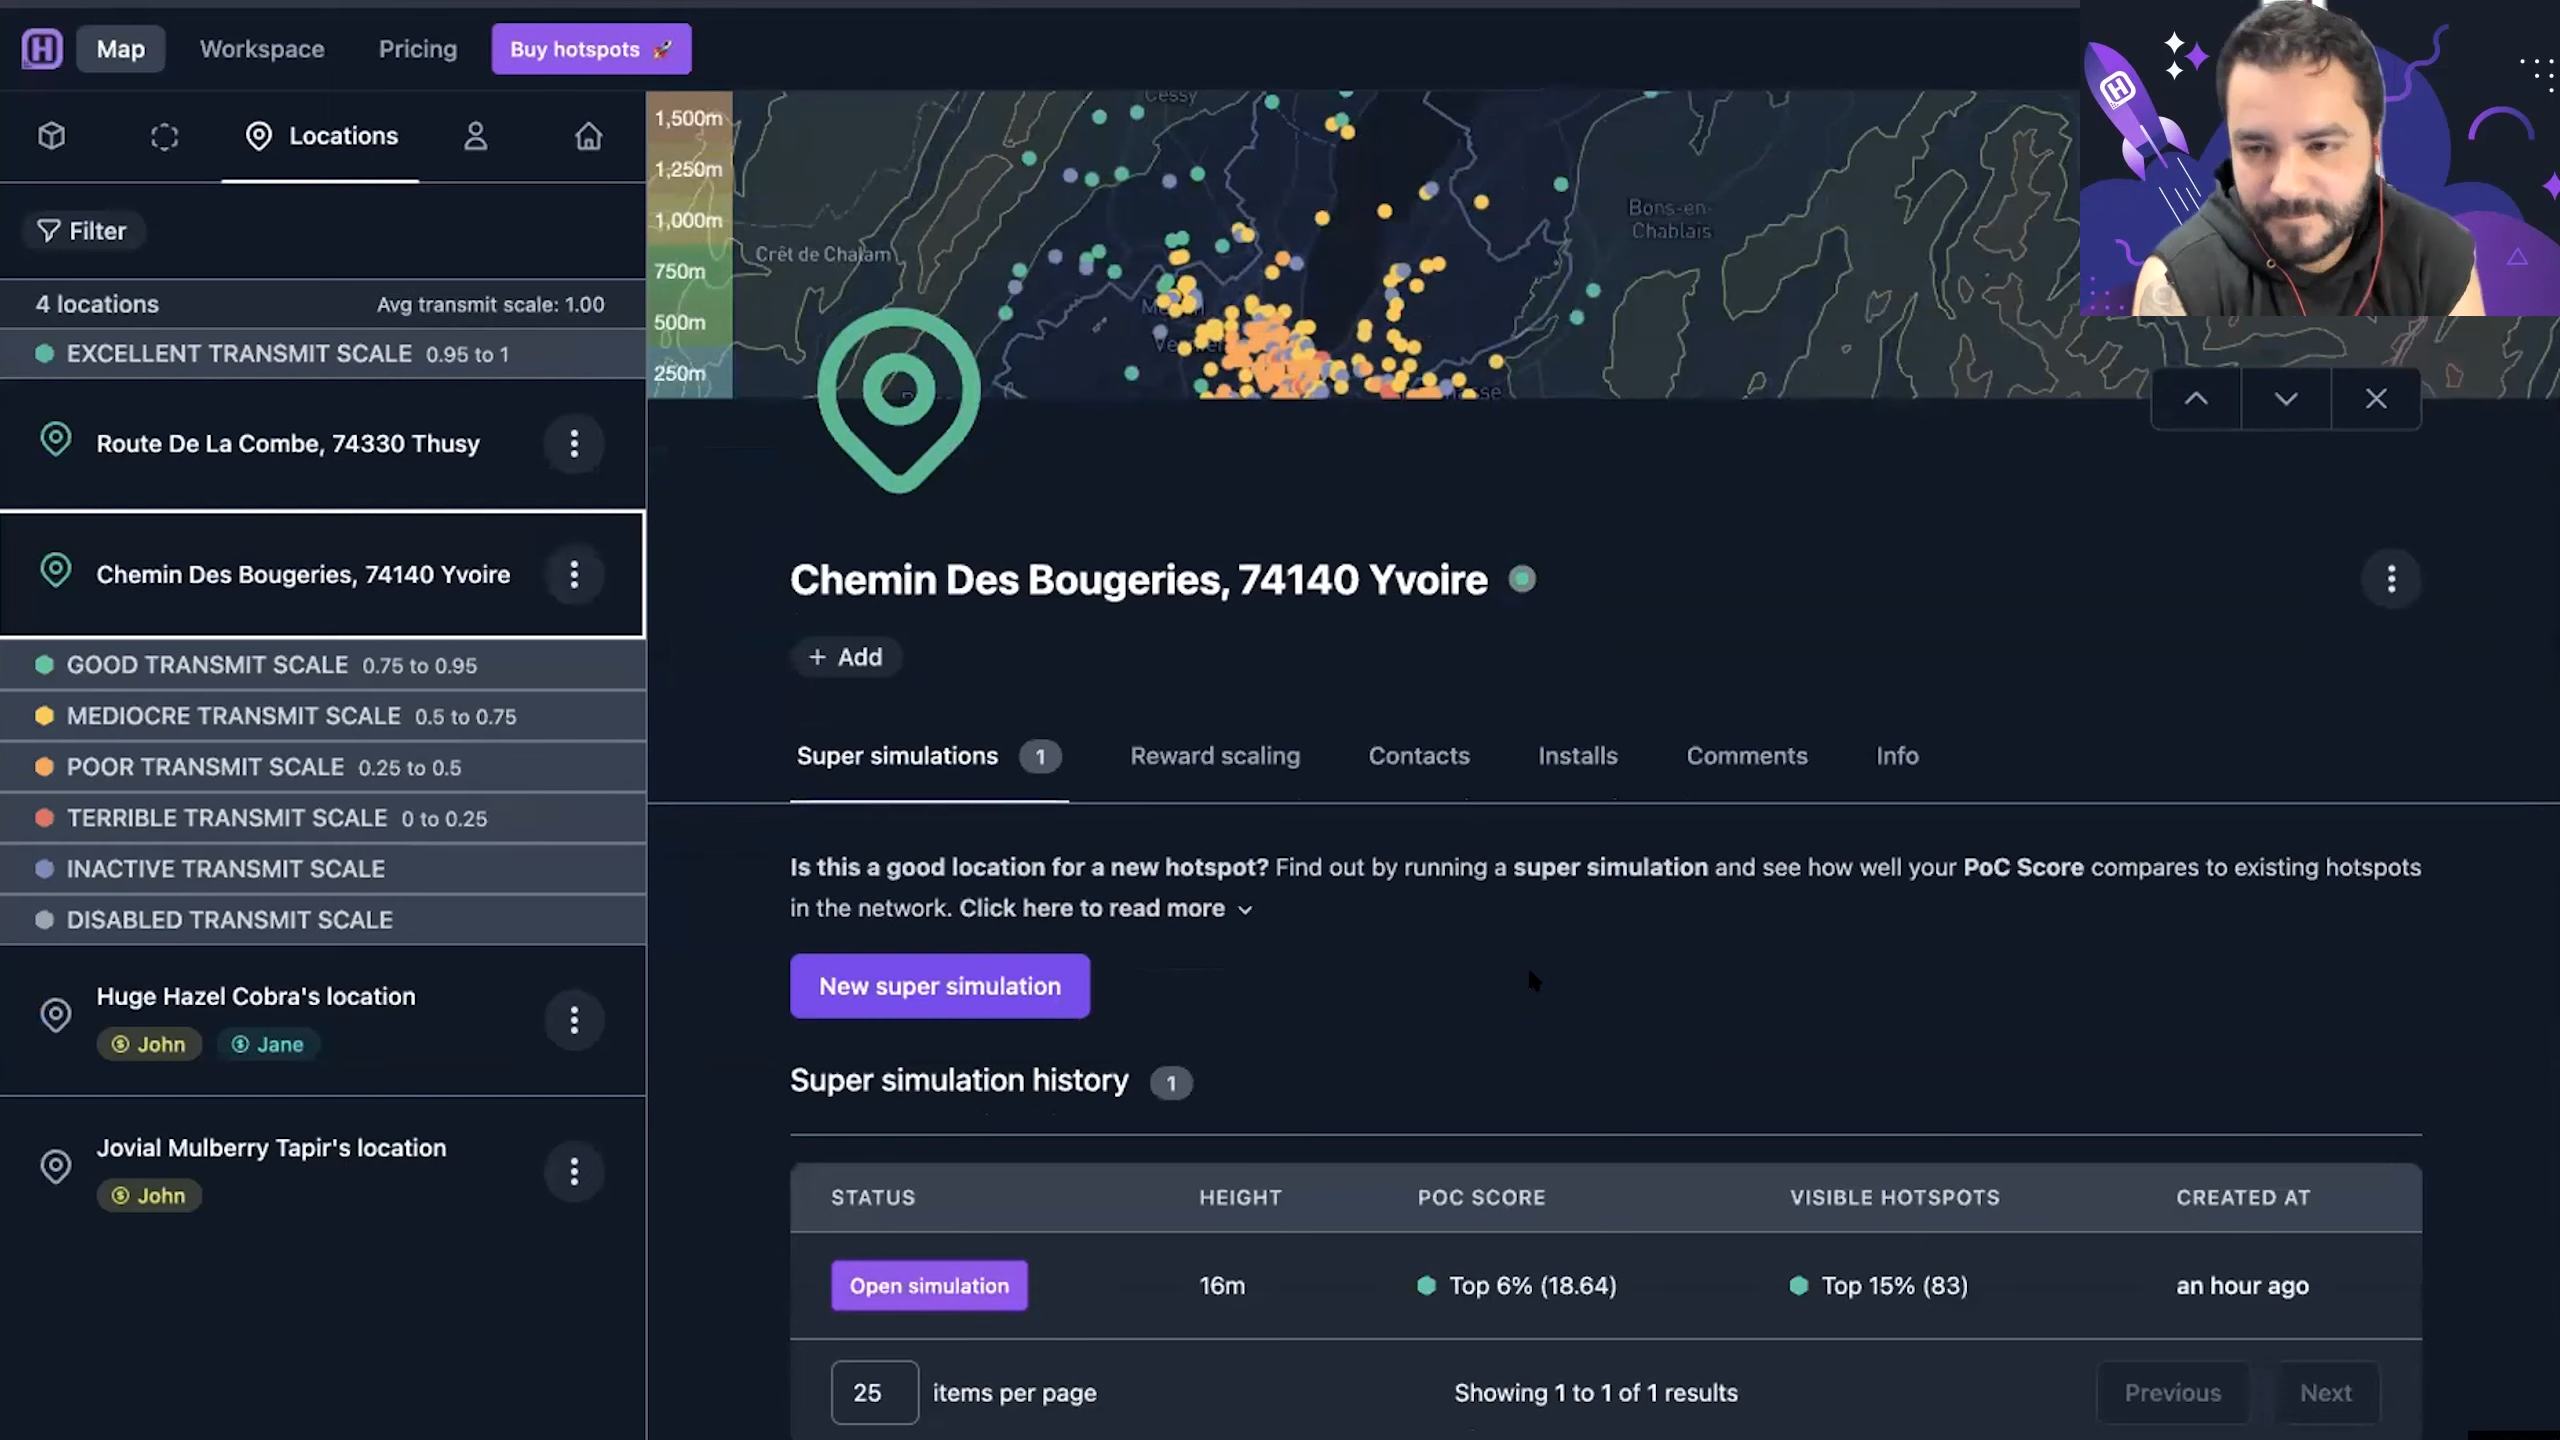 Map
Workspace
Pricing
Buy hotspots
Locations
Filter
4 locations
Avg transmit scale: 1.00
EXCELLENT TRANSMIT SCALE 0.95 to 1
Route De La Combe, 74330 Thusy
Chemin Des Bougeries, 74140 Yvoire
GOOD TRANSMIT SCALE 0.75 to 0.95
MEDIOCRE TRANSMIT SCALE 0.5 to 0.75
POOR TRANSMIT SCALE 0.25 to 0.5
TERRIBLE TRANSMIT SCALE 0 to 0.25
INACTIVE TRANSMIT SCALE
DISABLED TRANSMIT SCALE
Huge Hazel Cobra's location
John
Jane
Jovial Mulberry Tapir's location
John
1,500m
1,250m
1,000m
750m
500m
250m
Cessy
Crêt de Chalam
Bons-en-
Chablais
Chemin Des Bougeries, 74140 Yvoire
+ Add
Super simulations 1
Reward scaling
Contacts
Installs
Comments
Info
Is this a good location for a new hotspot? Find out by running a super simulation and see how well your PoC Score compares to existing hotspots
in the network. Click here to read more
New super simulation
Super simulation history 1
STATUS
HEIGHT
POC SCORE
VISIBLE HOTSPOTS
CREATED AT
Open simulation
16m
Top 6% (18.64)
Top 15% (83)
an hour ago
25 items per page
Showing 1 to 1 of 1 results
Previous
Next